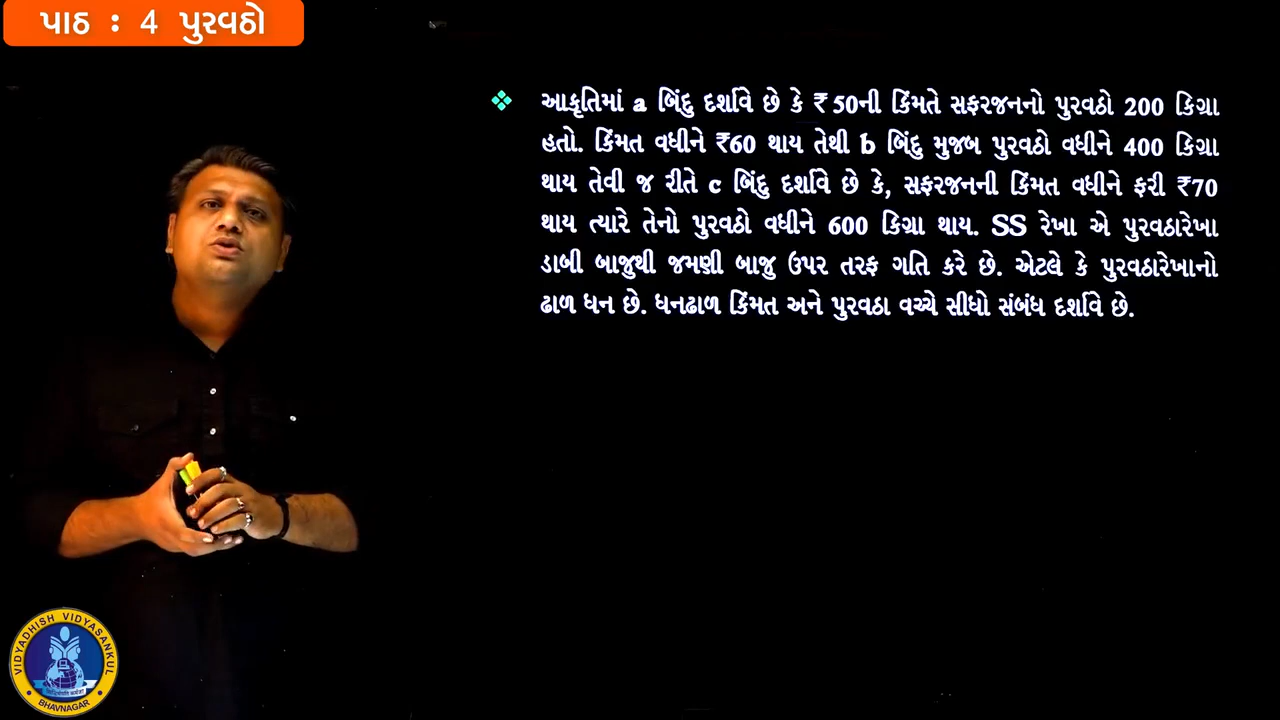 પાઠ : 4 પુરવઠો
❖ આકૃતિમાં a બિંદુ દર્શાવે છે કે ₹ 50ની કિંમતે સફરજનનો પુરવઠો 200 કિગ્રા
હતો. કિંમત વધીને ₹60 થાય તેથી b બિંદુ મુજબ પુરવઠો વધીને 400 કિગ્રા
થાય તેવી જ રીતે c બિંદુ દર્શાવે છે કે, સફરજનની કિંમત વધીને ફરી ₹70
થાય ત્યારે તેનો પુરવઠો વધીને 600 કિગ્રા થાય. SS રેખા એ પુરવઠારેખા
ડાબી બાજુથી જમણી બાજુ ઉપર તરફ ગતિ કરે છે. એટલે કે પુરવઠારેખાનો
ઢાળ ધન છે. ધનઢાળ કિંમત અને પુરવઠા વચ્ચે સીધો સંબંધ દર્શાવે છે.
VIDYADHISH VIDYASANKUL
BHAVNAGAR